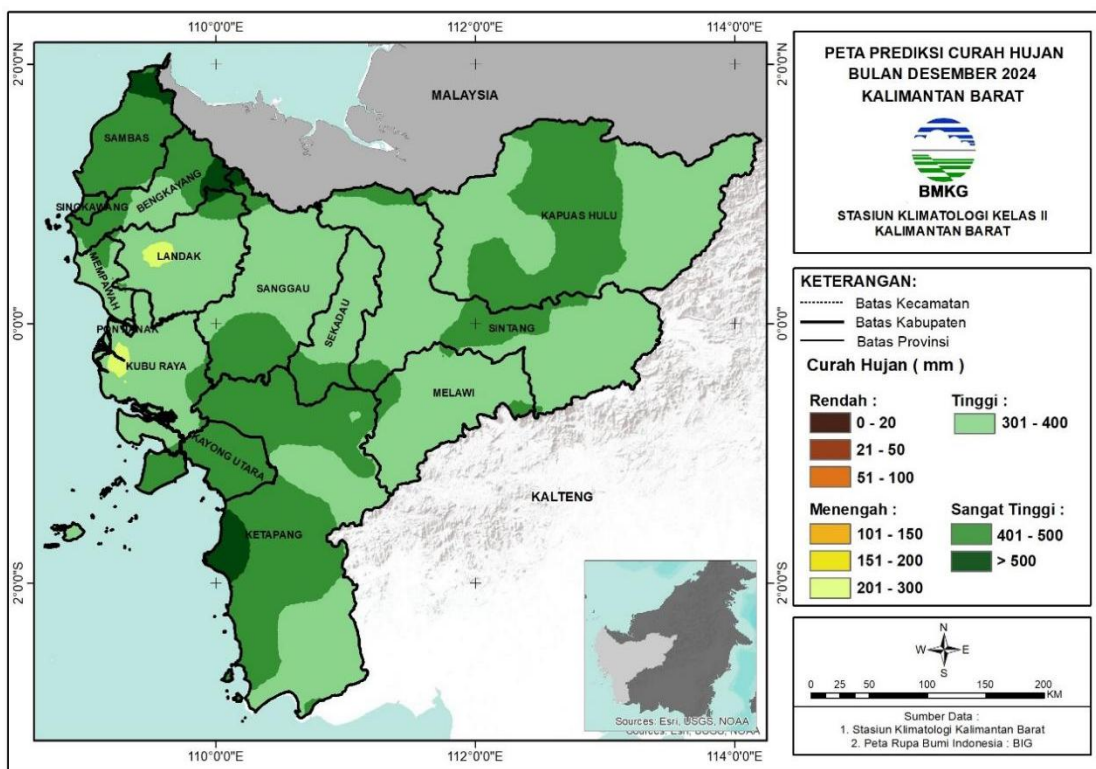 110°0'0"E
112°0'0"E
114°0'0"E
2°0'0"N
2°0'0"N
MALAYSIA
SAMBAS
BENGKAYANG
SINGKAWANG
KAPUAS HULU
LANDAK
MEMPAWAH
SANGGAU
SEKADAU
SINTANG
0°0'0"
0°0'0"
PONTIANAK
KUBU RAYA
MELAWI
KAYONG UTARA
KALTENG
KETAPANG
2°0'0"S
2°0'0"S
Sources: Esri, USGS, NOAA
Sources: Esri, USGS, NOAA
110°0'0"E
112°0'0"E
114°0'0"E
PETA PREDIKSI CURAH HUJAN
BULAN DESEMBER 2024
KALIMANTAN BARAT
BMKG
STASIUN KLIMATOLOGI KELAS II
KALIMANTAN BARAT
KETERANGAN:
Batas Kecamatan
Batas Kabupaten
Batas Provinsi
Curah Hujan ( mm )
Rendah :
0 - 20
21 - 50
51 - 100
Tinggi :
301 - 400
Menengah :
101 - 150
151 - 200
201 - 300
Sangat Tinggi :
401 - 500
> 500
N
W E
S
0 25 50 100 150 200
KM
Sumber Data :
1. Stasiun Klimatologi Kalimantan Barat
2. Peta Rupa Bumi Indonesia : BIG